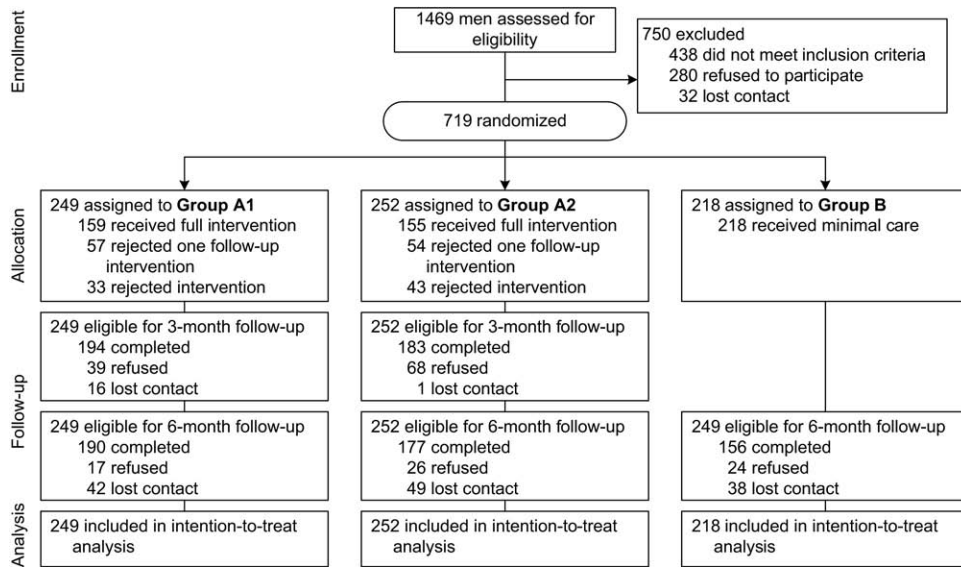 Enrollment
1469 men assessed for
eligibility
750 excluded
438 did not meet inclusion criteria
280 refused to participate
32 lost contact
719 randomized
Allocation
249 assigned to Group A1
159 received full intervention
57 rejected one follow-up
intervention
33 rejected intervention
252 assigned to Group A2
155 received full intervention
54 rejected one follow-up
intervention
43 rejected intervention
218 assigned to Group B
218 received minimal care
Follow-up
249 eligible for 3-month follow-up
194 completed
39 refused
16 lost contact
252 eligible for 3-month follow-up
183 completed
68 refused
1 lost contact
249 eligible for 6-month follow-up
190 completed
17 refused
42 lost contact
252 eligible for 6-month follow-up
177 completed
26 refused
49 lost contact
249 eligible for 6-month follow-up
156 completed
24 refused
38 lost contact
Analysis
249 included in intention-to-treat
analysis
252 included in intention-to-treat
analysis
218 included in intention-to-treat
analysis